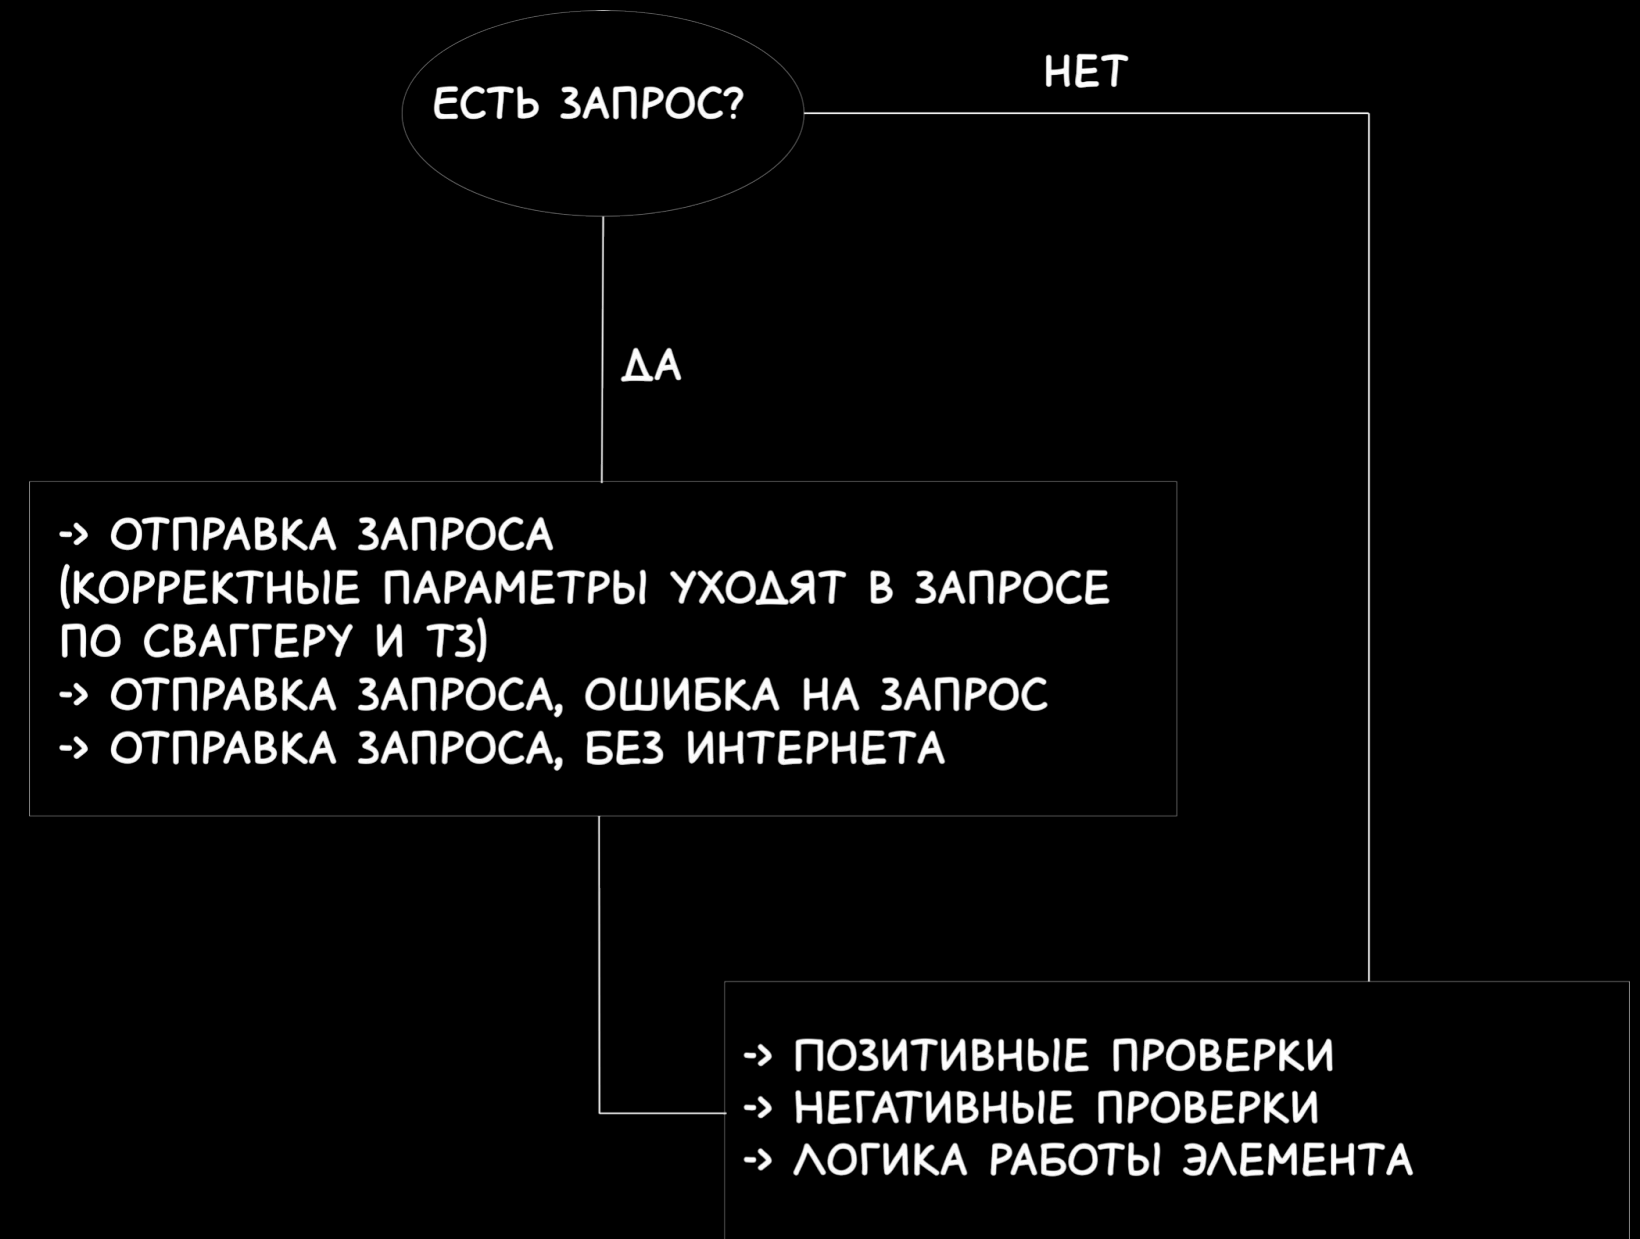 ЕСТЬ ЗАПРОС?
НЕТ
ДА
-> ОТПРАВКА ЗАПРОСА
(КОРРЕКТНЫЕ ПАРАМЕТРЫ УХОДЯТ В ЗАПРОСЕ
ПО СВАГГЕРУ И ТЗ)
-> ОТПРАВКА ЗАПРОСА, ОШИБКА НА ЗАПРОС
-> ОТПРАВКА ЗАПРОСА, БЕЗ ИНТЕРНЕТА
-> ПОЗИТИВНЫЕ ПРОВЕРКИ
-> НЕГАТИВНЫЕ ПРОВЕРКИ
-> ЛОГИКА РАБОТЫ ЭЛЕМЕНТА